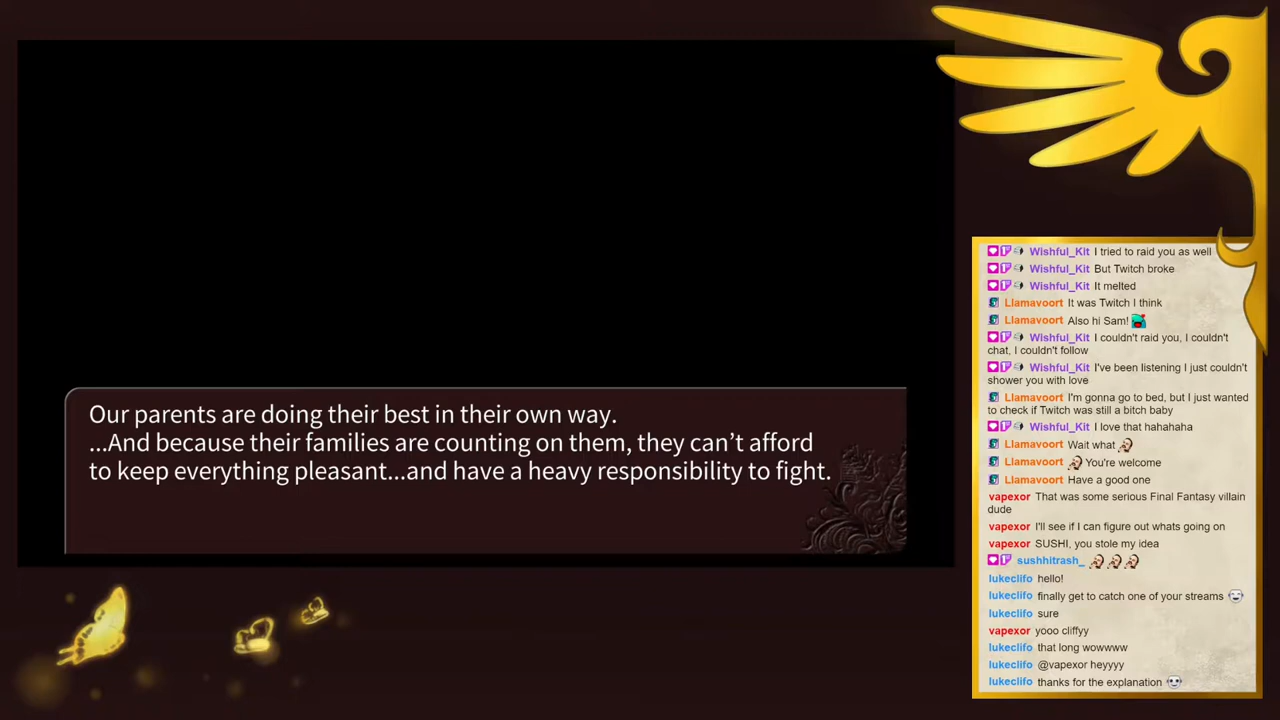 Our parents are doing their best in their own way.
...And because their families are counting on them, they can’t afford
to keep everything pleasant...and have a heavy responsibility to fight.
Wishful_Kit I tried to raid you as well
Wishful_Kit But Twitch broke
Wishful_Kit It melted
Llamavoort It was Twitch I think
Llamavoort Also hi Sam!
Wishful_Kit I couldn't raid you, I couldn't
chat, I couldn't follow
Wishful_Kit I've been listening I just couldn't
shower you with love
Llamavoort I'm gonna go to bed, but I just wanted
to check if Twitch was still a bitch baby
Wishful_Kit I love that hahahaha
Llamavoort Wait what
Llamavoort You're welcome
Llamavoort Have a good one
vapexor That was some serious Final Fantasy villain
dude
vapexor I'll see if I can figure out whats going on
vapexor SUSHI, you stole my idea
sushhitrash_
lukeclifo hello!
lukeclifo finally get to catch one of your streams
lukeclifo sure
vapexor yooo cliffyy
lukeclifo that long wowwww
lukeclifo @vapexor heyyyy
lukeclifo thanks for the explanation